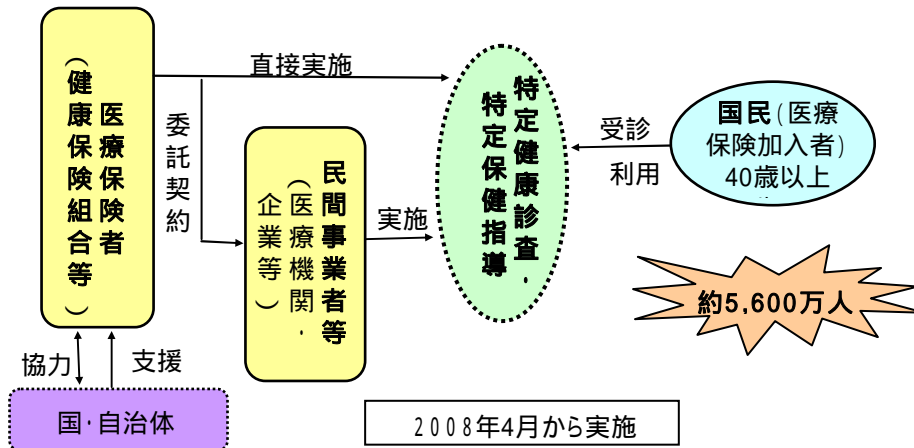 医療保険者
(健康保険組合等)
直接実施
委託契約
民間事業者等
(医療機関・
企業等)
実施
特定健康診査・
特定保健指導
受診
利用
国民(医療
保険加入者)
40歳以上
約5,600万人
協力
支援
国・自治体
2008年4月から実施